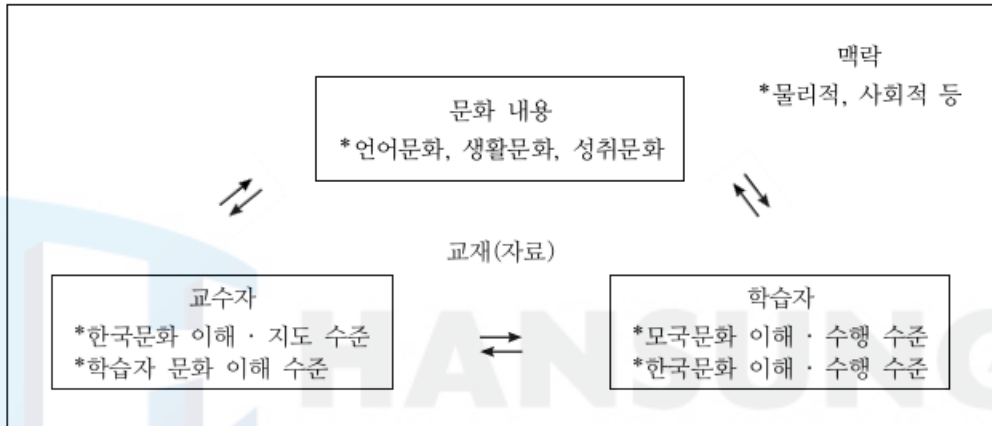 맥락
*물리적, 사회적 등
문화 내용
*언어문화, 생활문화, 성취문화
교재(자료)
교수자
*한국문화 이해 · 지도 수준
*학습자 문화 이해 수준
학습자
*모국문화 이해 · 수행 수준
*한국문화 이해 · 수행 수준
HANSUNG